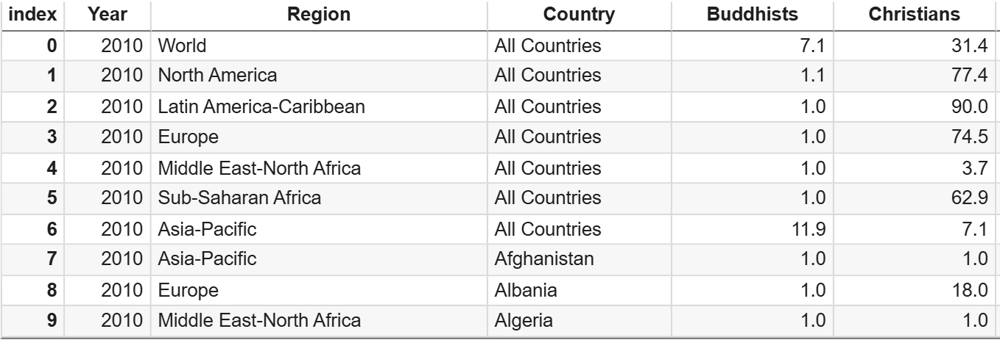 index Year Region Country Buddhists Christians
0 2010 World All Countries 7.1 31.4
1 2010 North America All Countries 1.1 77.4
2 2010 Latin America-Caribbean All Countries 1.0 90.0
3 2010 Europe All Countries 1.0 74.5
4 2010 Middle East-North Africa All Countries 1.0 3.7
5 2010 Sub-Saharan Africa All Countries 1.0 62.9
6 2010 Asia-Pacific All Countries 11.9 7.1
7 2010 Asia-Pacific Afghanistan 1.0 1.0
8 2010 Europe Albania 1.0 18.0
9 2010 Middle East-North Africa Algeria 1.0 1.0